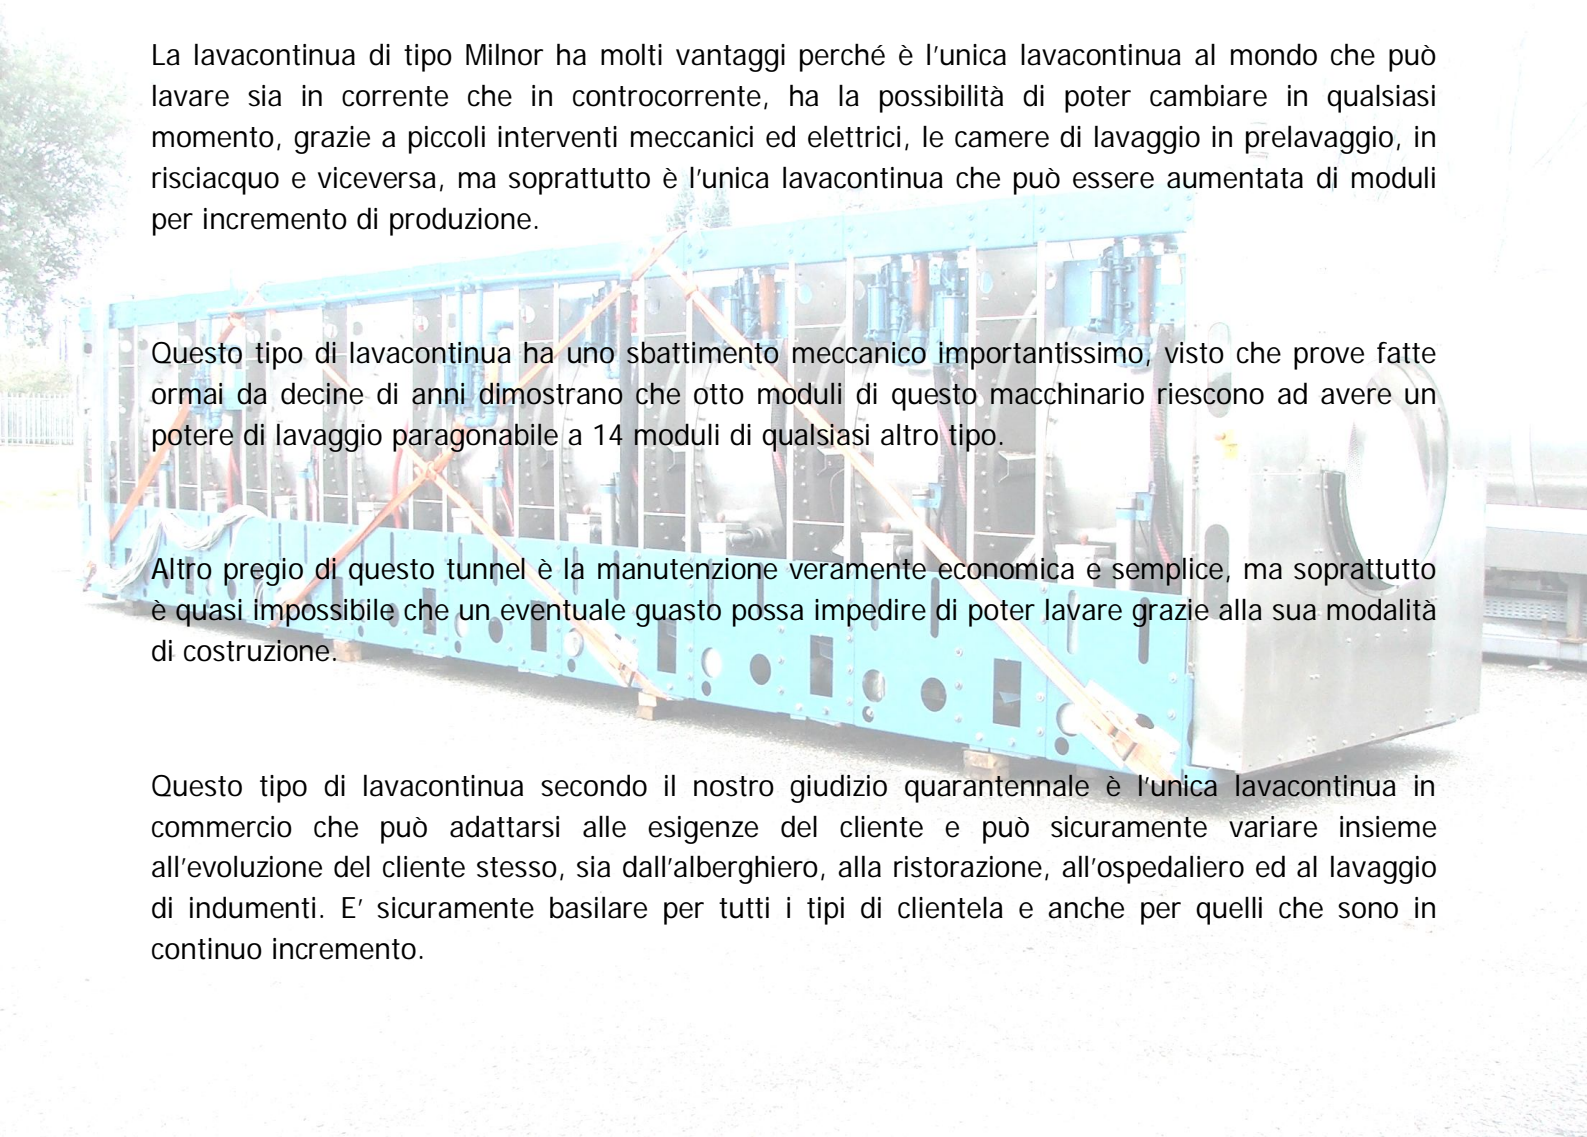 La lavacontinua di tipo Milnor ha molti vantaggi perché è l'unica lavacontinua al mondo che può
lavare sia in corrente che in controcorrente, ha la possibilità di poter cambiare in qualsiasi
momento, grazie a piccoli interventi meccanici ed elettrici, le camere di lavaggio in prelavaggio, in
risciacquo e viceversa, ma soprattutto è l'unica lavacontinua che può essere aumentata di moduli
per incremento di produzione.
Questo tipo di lavacontinua ha uno sbattimento meccanico importantissimo, visto che prove fatte
ormai da decine di anni dimostrano che otto moduli di questo macchinario riescono ad avere un
potere di lavaggio paragonabile a 14 moduli di qualsiasi altro tipo.
Altro pregio di questo tunnel è la manutenzione veramente economica e semplice, ma soprattutto
è quasi impossibile che un eventuale guasto possa impedire di poter lavare grazie alla sua modalità
di costruzione.
Questo tipo di lavacontinua secondo il nostro giudizio quarantennale è l'unica lavacontinua in
commercio che può adattarsi alle esigenze del cliente e può sicuramente variare insieme
all'evoluzione del cliente stesso, sia dall'alberghiero, alla ristorazione, all'ospedaliero ed al lavaggio
di indumenti. E' sicuramente basilare per tutti i tipi di clientela e anche per quelli che sono in
continuo incremento.